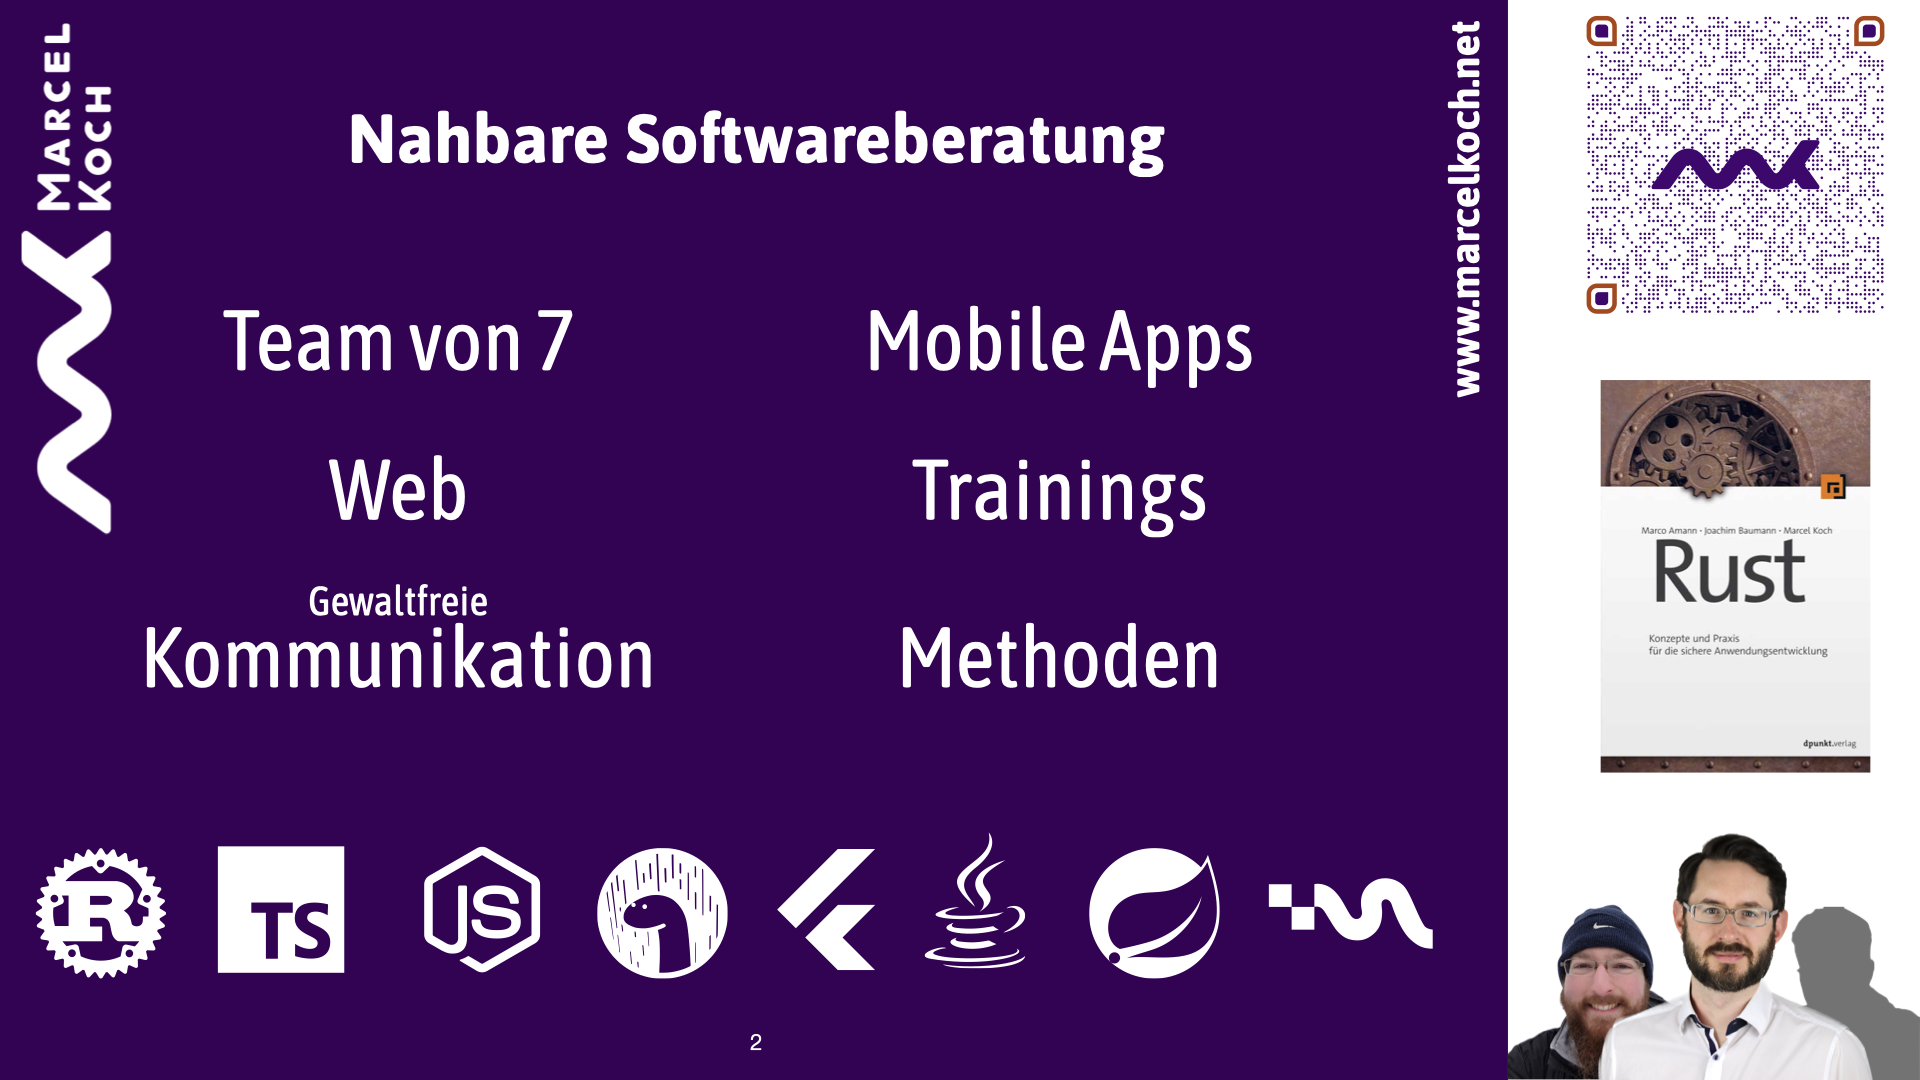 MARCEL
KOCH
Nahbare Softwareberatung
Team von 7
Mobile Apps
Web
Trainings
Gewaltfreie
Kommunikation
Methoden
R
TS
JS
2
www.marcelkoch.net
Marco Amann - Joachim Baumann - Marcel Koch
Rust
Konzepte und Praxis
für die sichere Anwendungsentwicklung
dpunkt.verlag